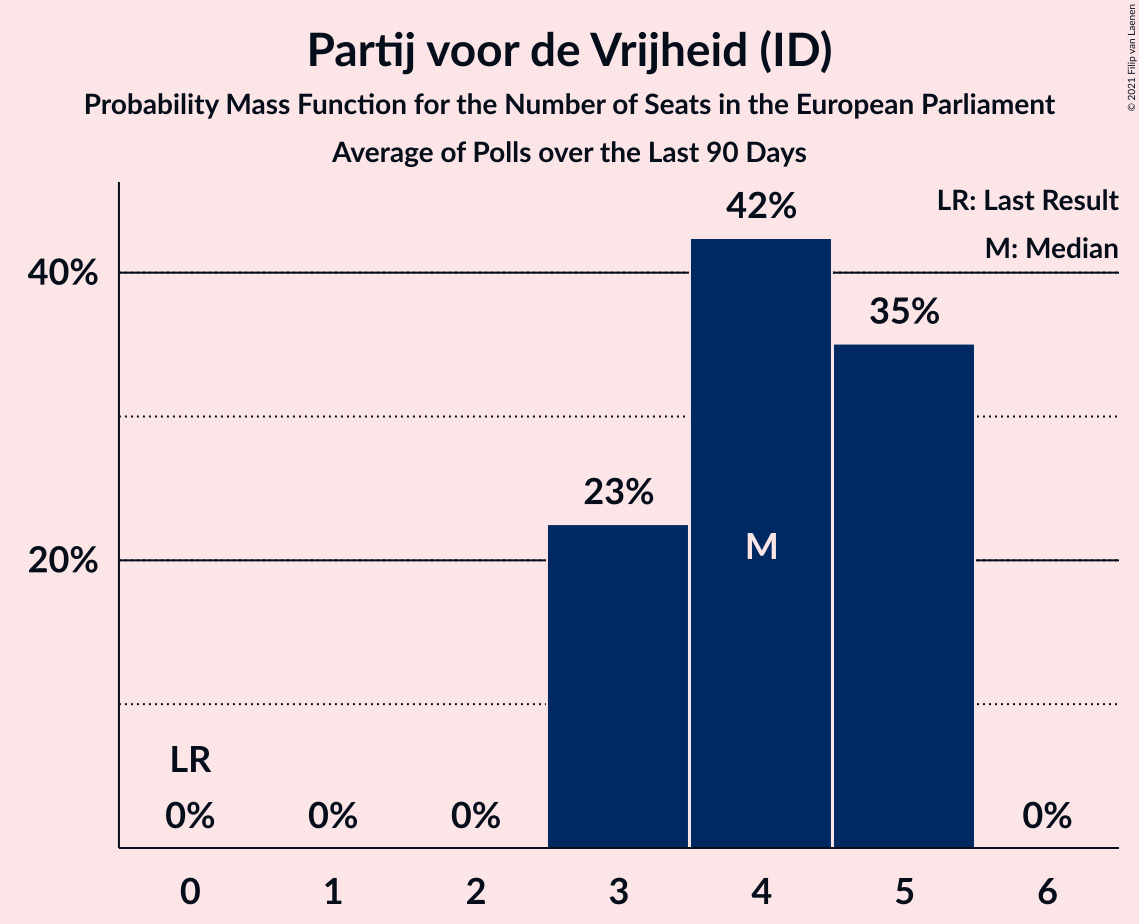 Partij voor de Vrijheid (ID)
Probability Mass Function for the Number of Seats in the European Parliament
Average of Polls over the Last 90 Days
© 2021 Filip van Laenen
LR: Last Result
M: Median
40%
20%
LR
0%
0%
0%
23%
42%
M
35%
0%
0 1 2 3 4 5 6